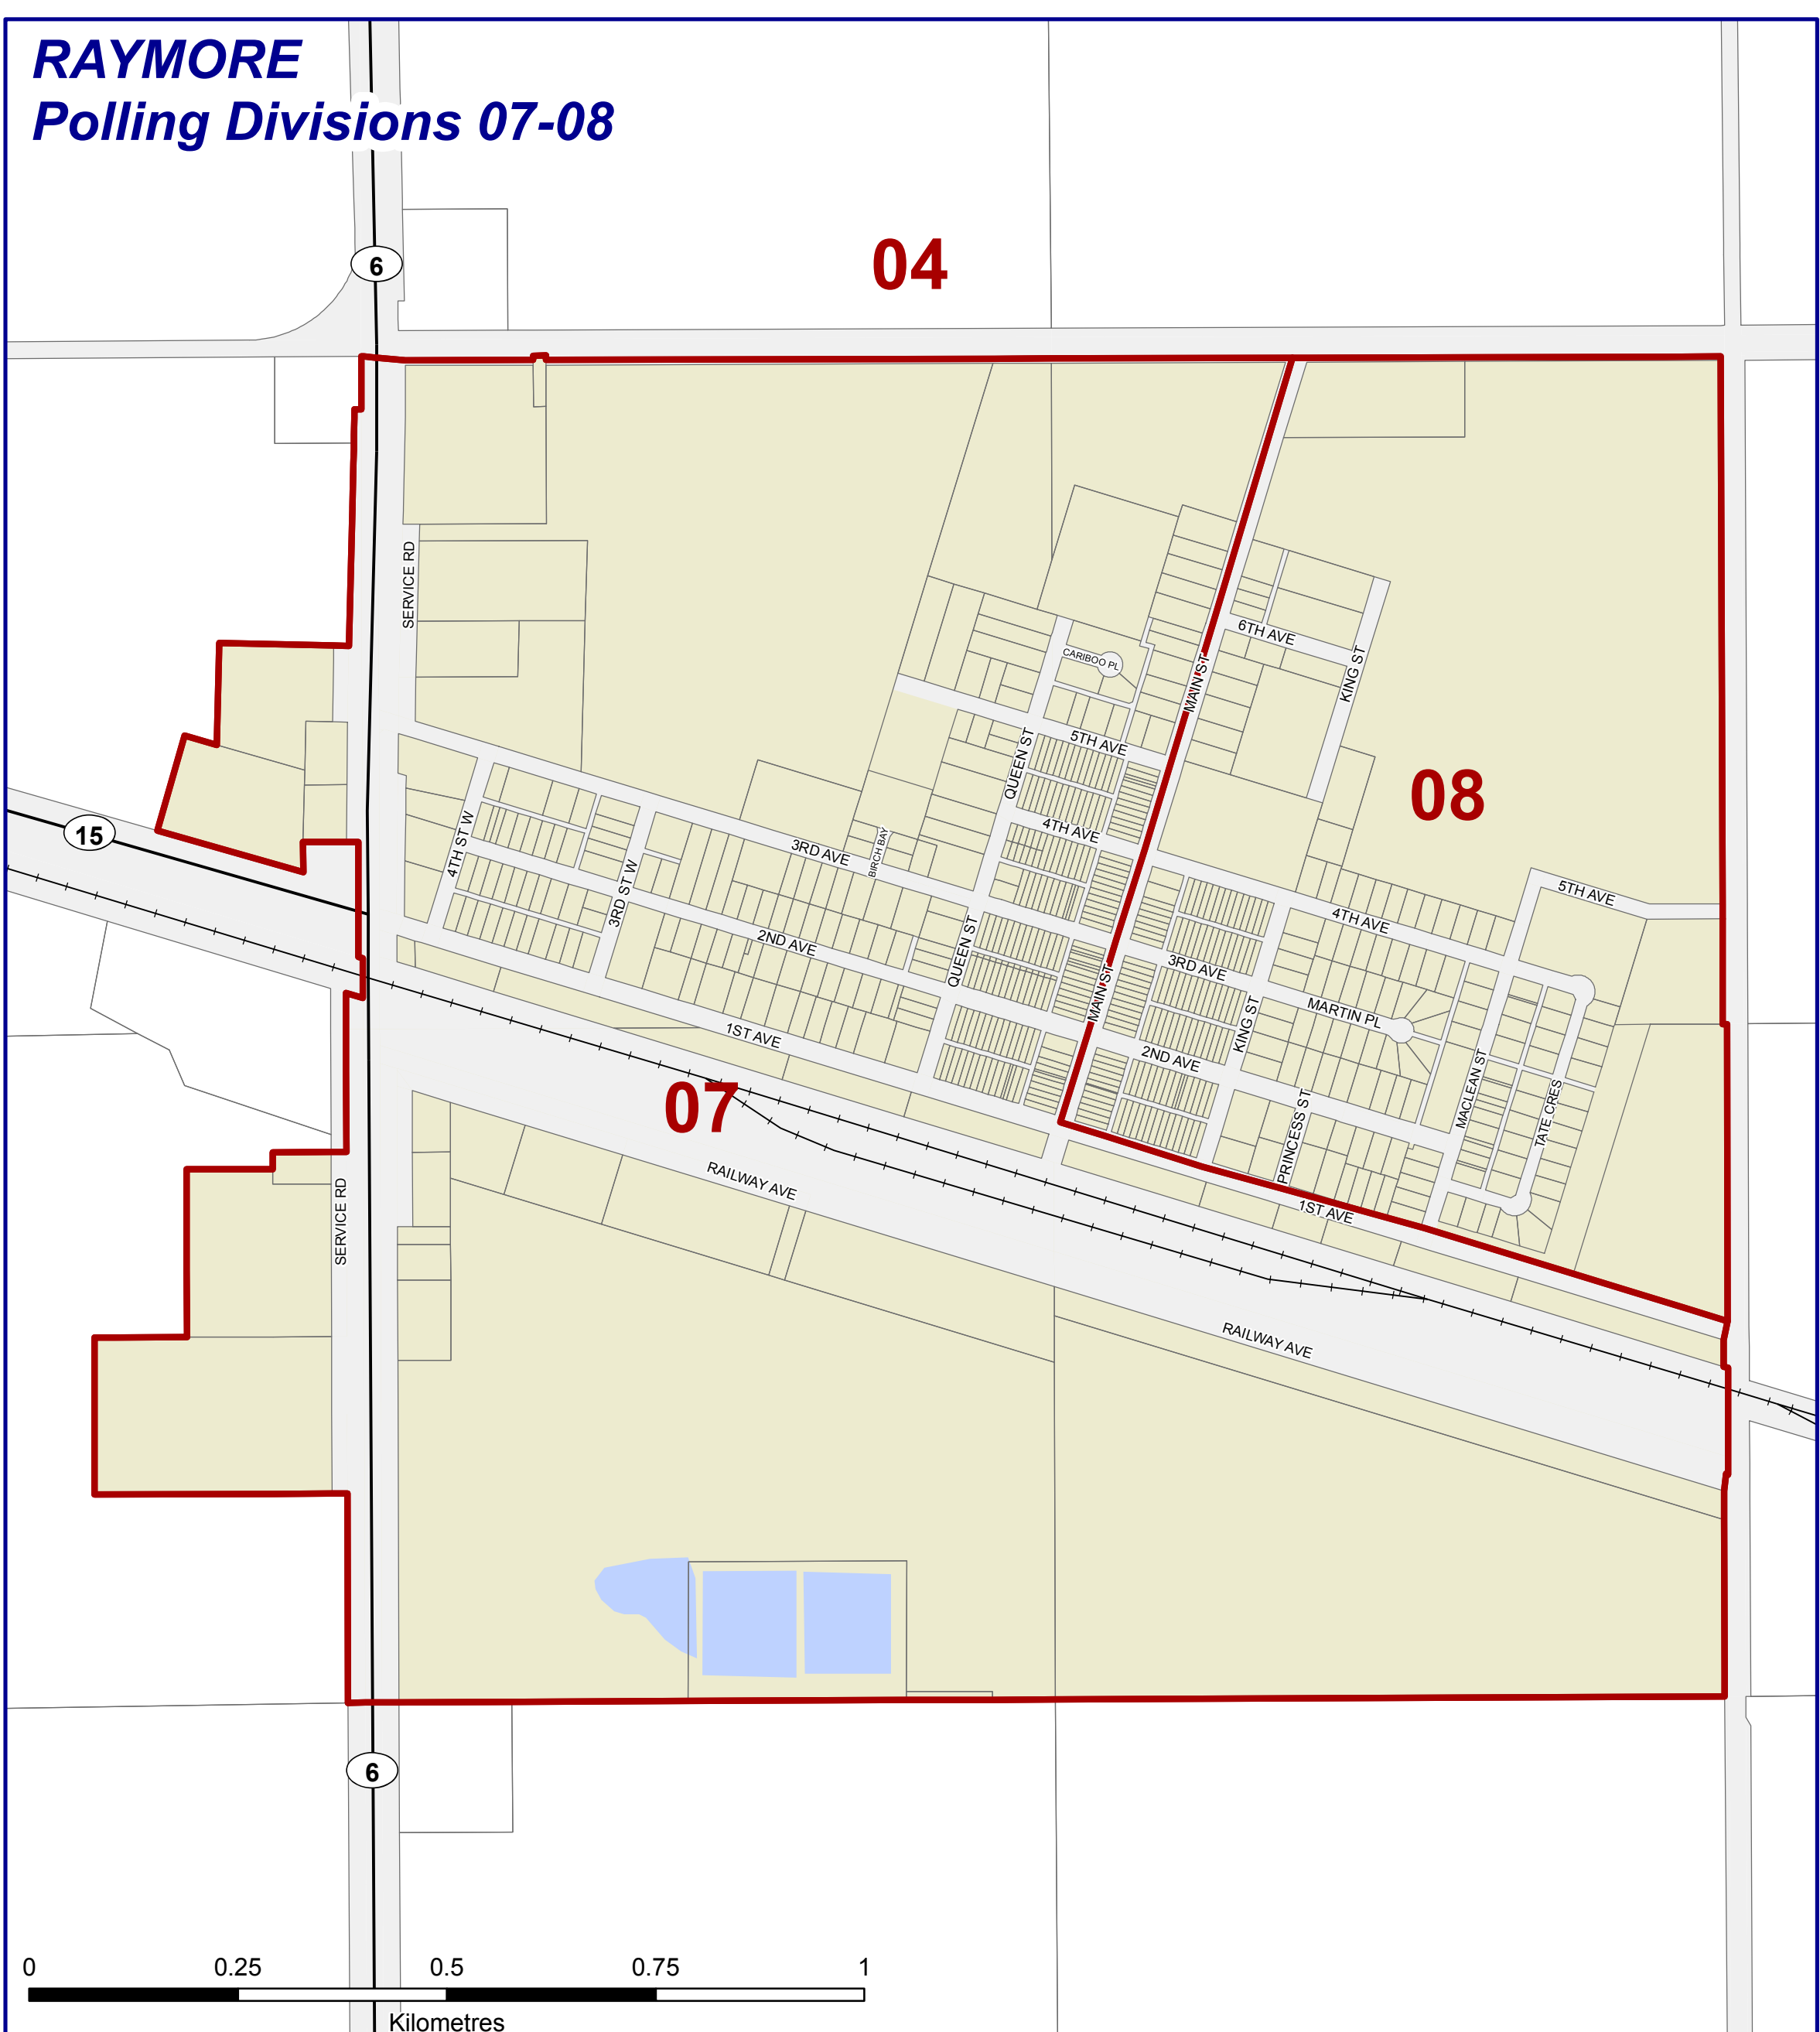 RAYMORE
Polling Divisions 07-08
6
04
SERVICE RD
6TH AVE
CARIBOO PL
KING ST
MAIN ST
QUEEN ST
5TH AVE
08
15
4TH ST W
4TH AVE
3RD AVE
BIRCH BAY
3RD ST W
5TH AVE
4TH AVE
2ND AVE
QUEEN ST
3RD AVE
MAIN ST
MARTIN PL
KING ST
1ST AVE
2ND AVE
07
MACLEAN ST
TATE CRES
PRINCESS ST
RAILWAY AVE
1ST AVE
SERVICE RD
RAILWAY AVE
6
0 0.25 0.5 0.75 1
Kilometres